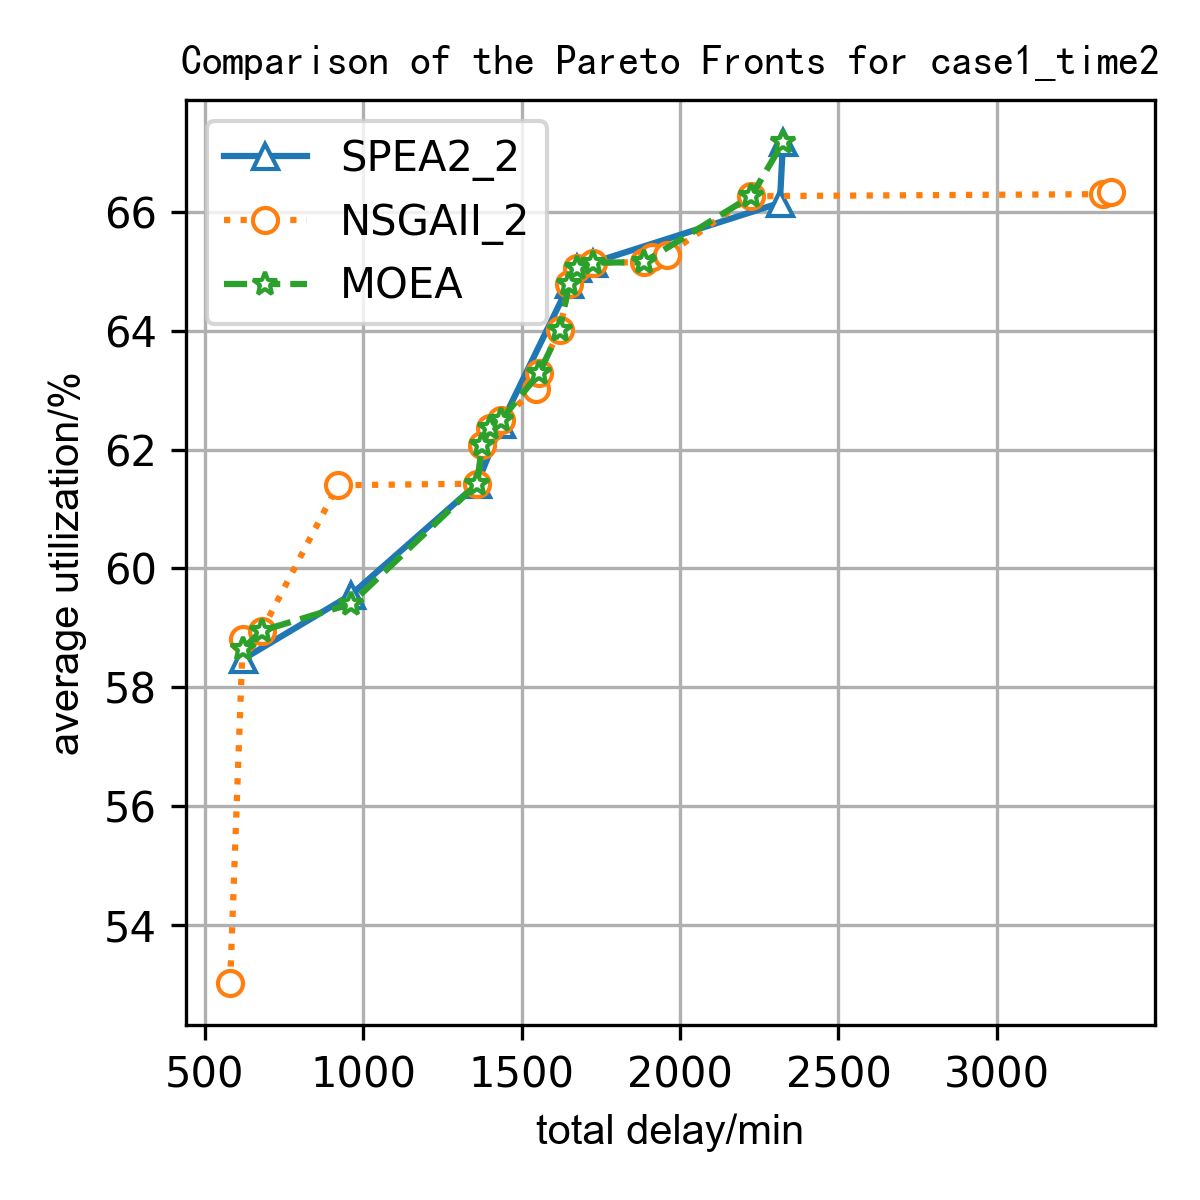 Comparison of the Pareto Fronts for case1_time2
SPEA2_2
NSGAII_2
MOEA
66
64
62
60
58
56
54
average utilization/%
500 1000 1500 2000 2500 3000
total delay/min